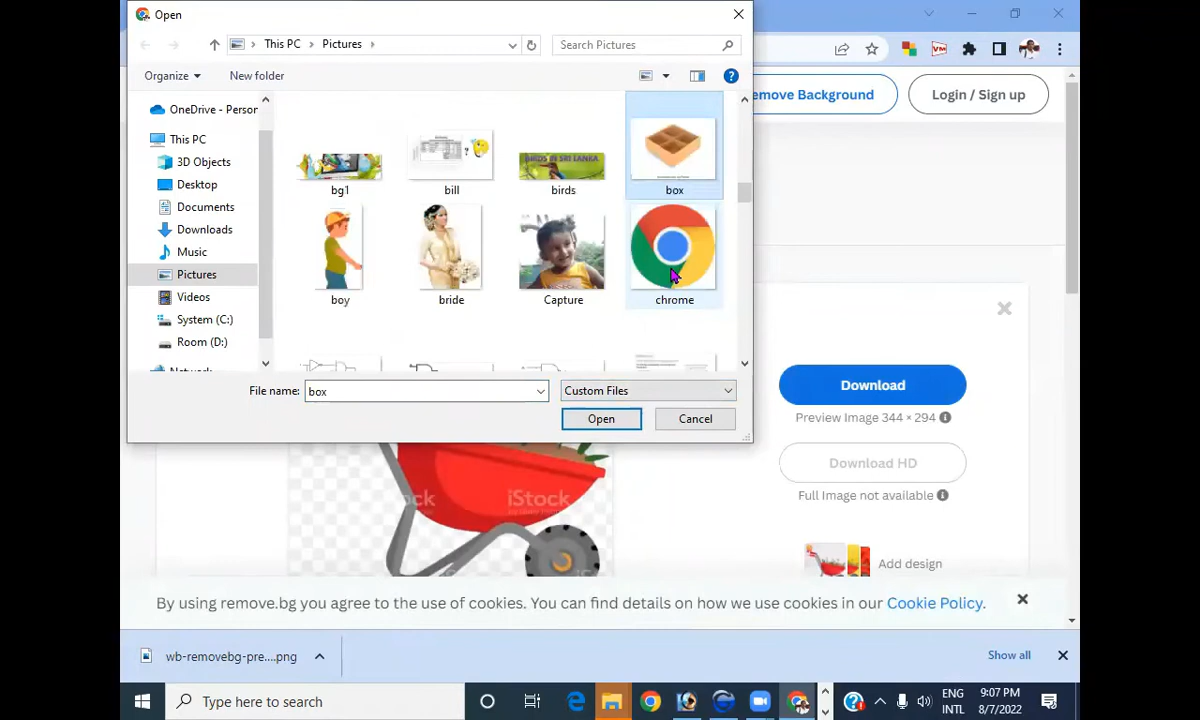 Open
This PC
Pictures
Search Pictures
Organize
New folder
OneDrive - Person
This PC
3D Objects
Desktop
Documents
Downloads
Music
Pictures
Videos
System (C:)
Room (D:)
BIRDS IN SRI LANKA
bg1
bill
birds
box
boy
bride
Capture
chrome
File name:
box
Custom Files
Open
Cancel
emove Background
Login / Sign up
Download
Preview Image 344 × 294
Download HD
Full Image not available
Add design
iStock
By using remove.bg you agree to the use of cookies. You can find details on how we use cookies in our Cookie Policy.
wb-removebg-pre....png
Show all
Type here to search
ENG
INTL
9:07 PM
8/7/2022